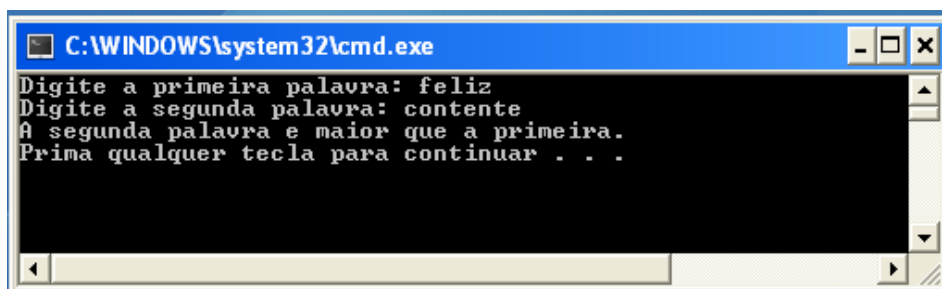 C:\WINDOWS\system32\cmd.exe
Digite a primeira palavra: feliz
Digite a segunda palavra: contente
A segunda palavra e maior que a primeira.
Prima qualquer tecla para continuar . . .